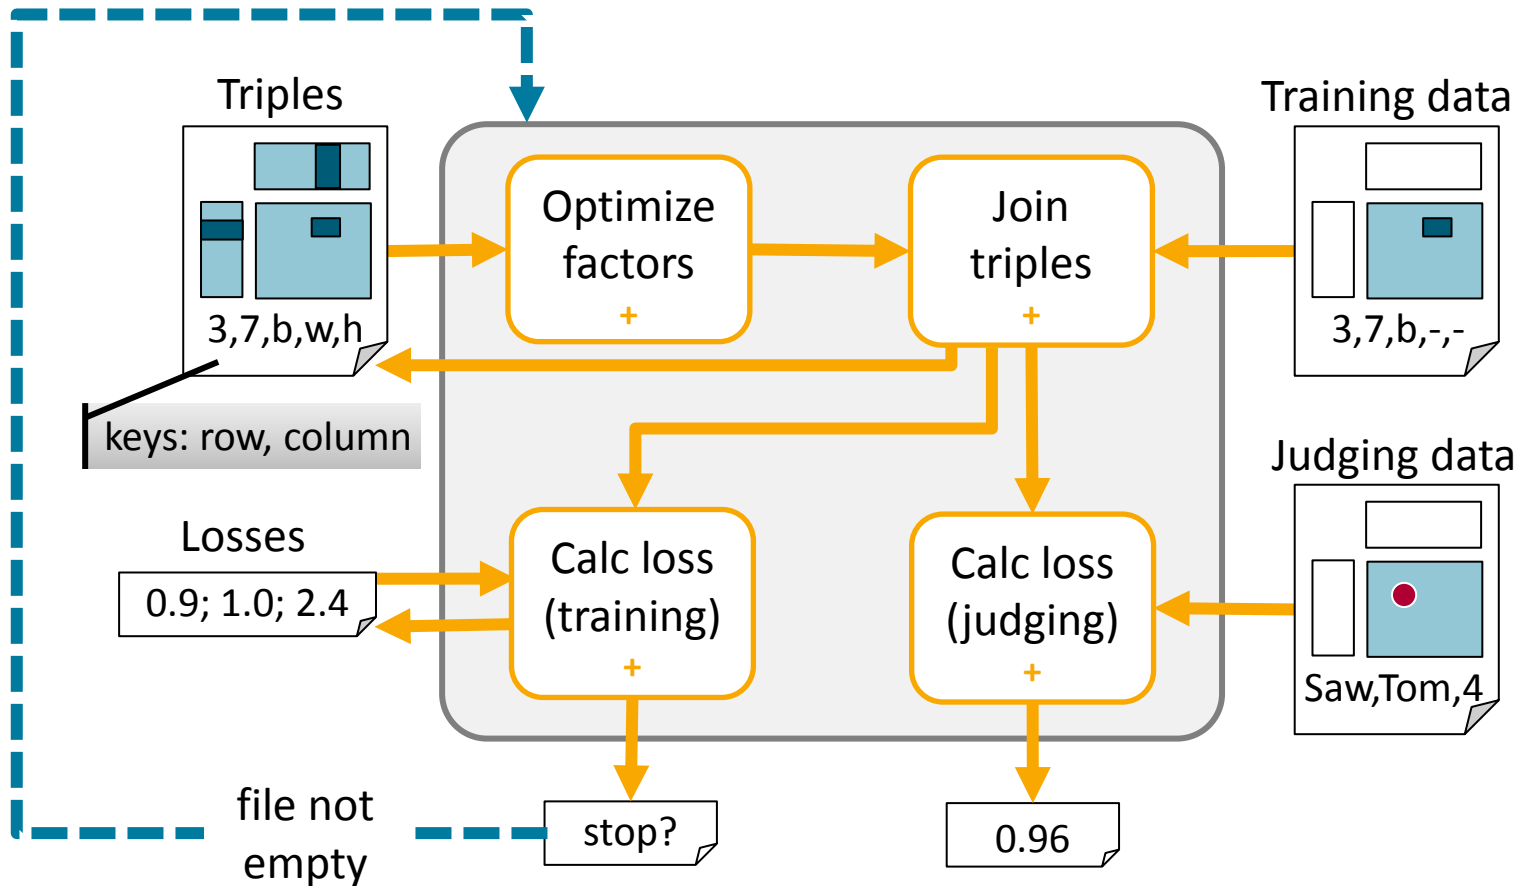 Triples
Training data
Optimize
factors
+
Join
triples
+
3,7,b,w,h
3,7,b,-,-
keys: row, column
Judging data
Losses
0.9; 1.0; 2.4
Calc loss
(training)
+
Calc loss
(judging)
+
Saw,Tom,4
file not
empty
stop?
0.96